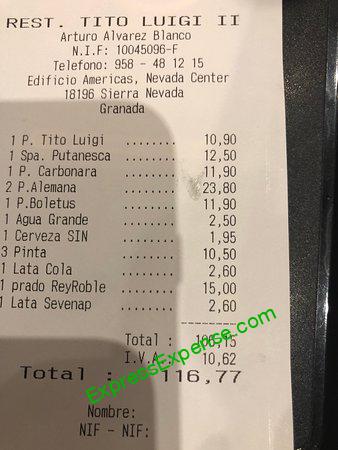 REST. TITO LUIGI II
Arturo Alvarez Blanco
N.I.F: 10045096-F
Telefono: 958 - 48 12 15
Edificio Americas, Nevada Center
18196 Sierra Nevada
Granada
1 P. Tito Luigi ........ 10,90
1 Spa. Putanesca ........ 12,50
1 P. Carbonara ........ 11,90
2 P.Alemana ........ 23,80
1 P.Boletus ........ 11,90
1 Agua Grande ........ 2,50
1 Cerveza SIN ........ 1,95
3 Pinta ........ 10,50
1 Lata Cola ........ 2,60
1 prado ReyRoble ........ 15,00
1 Lata Sevenap ........ 2,60
--------
Total : 106,15
I.V.A 10,62
Total : 116,77
ExpressExpense.com
Nombre:
NIF - NIF: